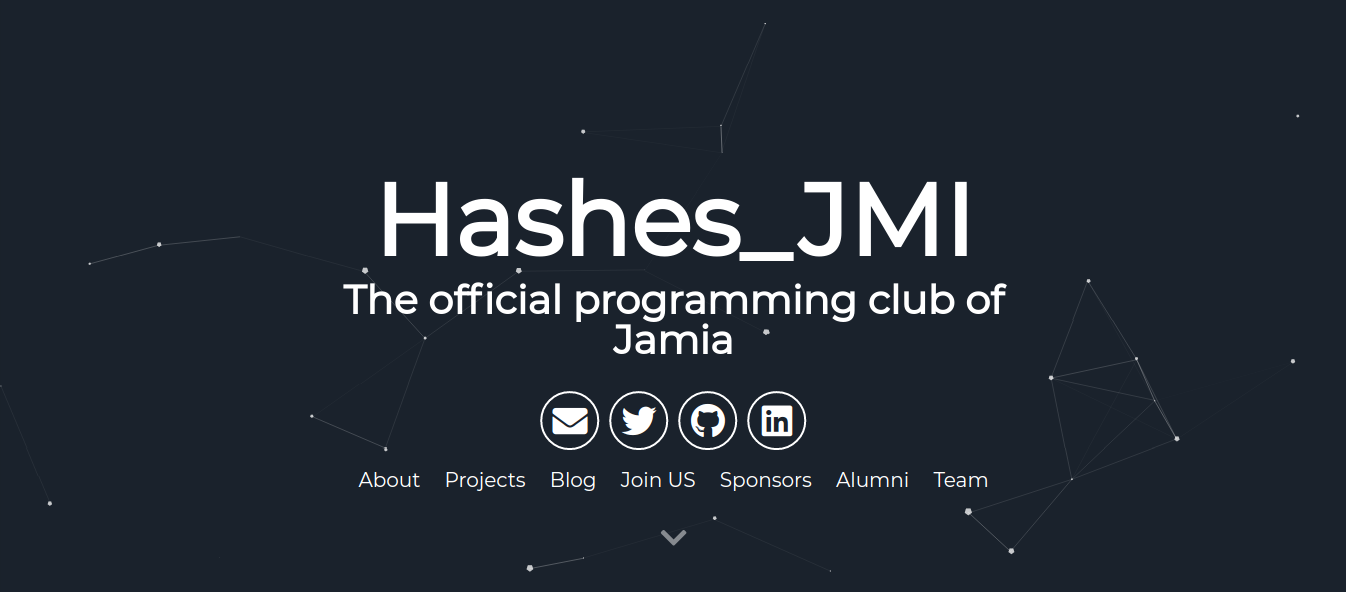 Hashes_JMI
The official programming club of
Jamia
About Projects Blog Join US Sponsors Alumni Team